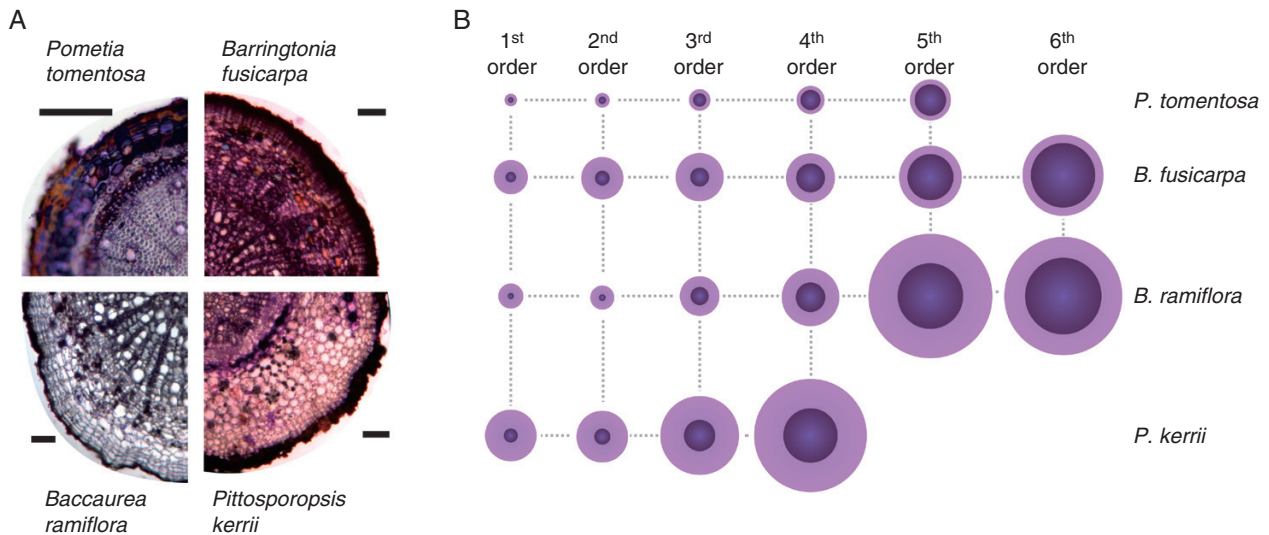 A
Pometia
tomentosa
Barringtonia
fusicarpa
Baccaurea
ramiflora
Pittosporopsis
kerrii
B
1st
order
2nd
order
3rd
order
4th
order
5th
order
6th
order
P. tomentosa
B. fusicarpa
B. ramiflora
P. kerrii